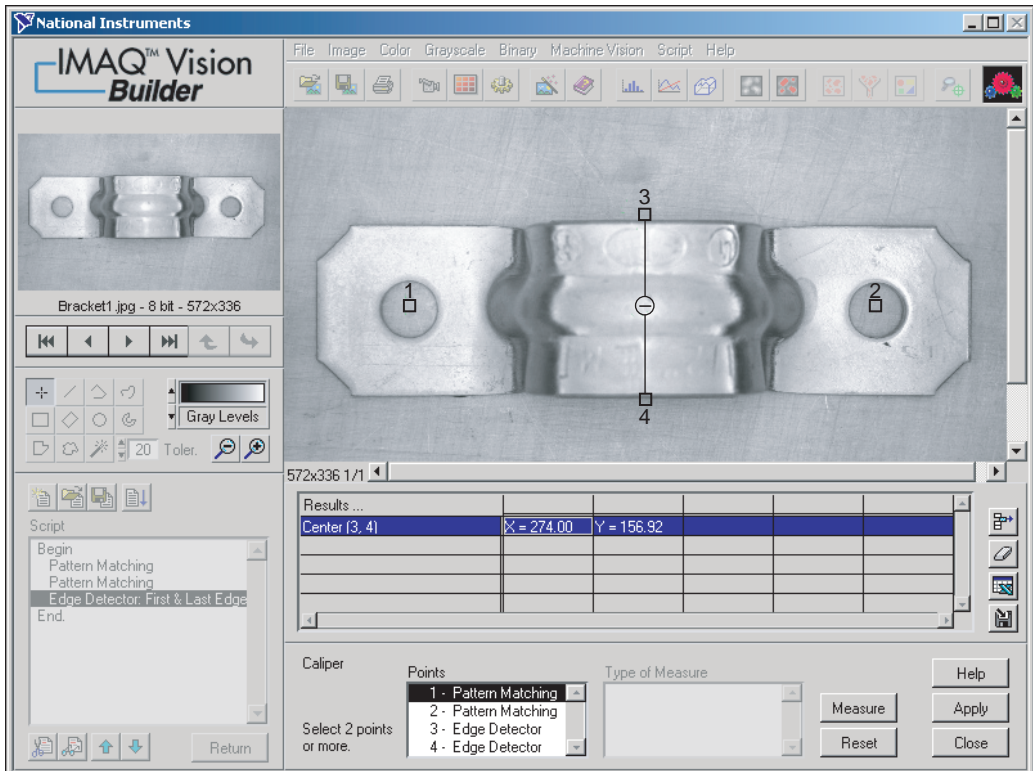 National Instruments
IMAQ™ Vision
Builder
File Image Color Grayscale Binary Machine Vision Script Help
Bracket1.jpg - 8 bit - 572x336
Gray Levels
20 Toler.
Script
Begin
Pattern Matching
Pattern Matching
Edge Detector: First & Last Edge
End.
Return
3
1
2
4
572x336 1/1
Results ...
Center (3, 4) X = 274.00 Y = 156.92
Caliper
Select 2 points
or more.
Points
1 - Pattern Matching
2 - Pattern Matching
3 - Edge Detector
4 - Edge Detector
Type of Measure
Measure
Reset
Help
Apply
Close